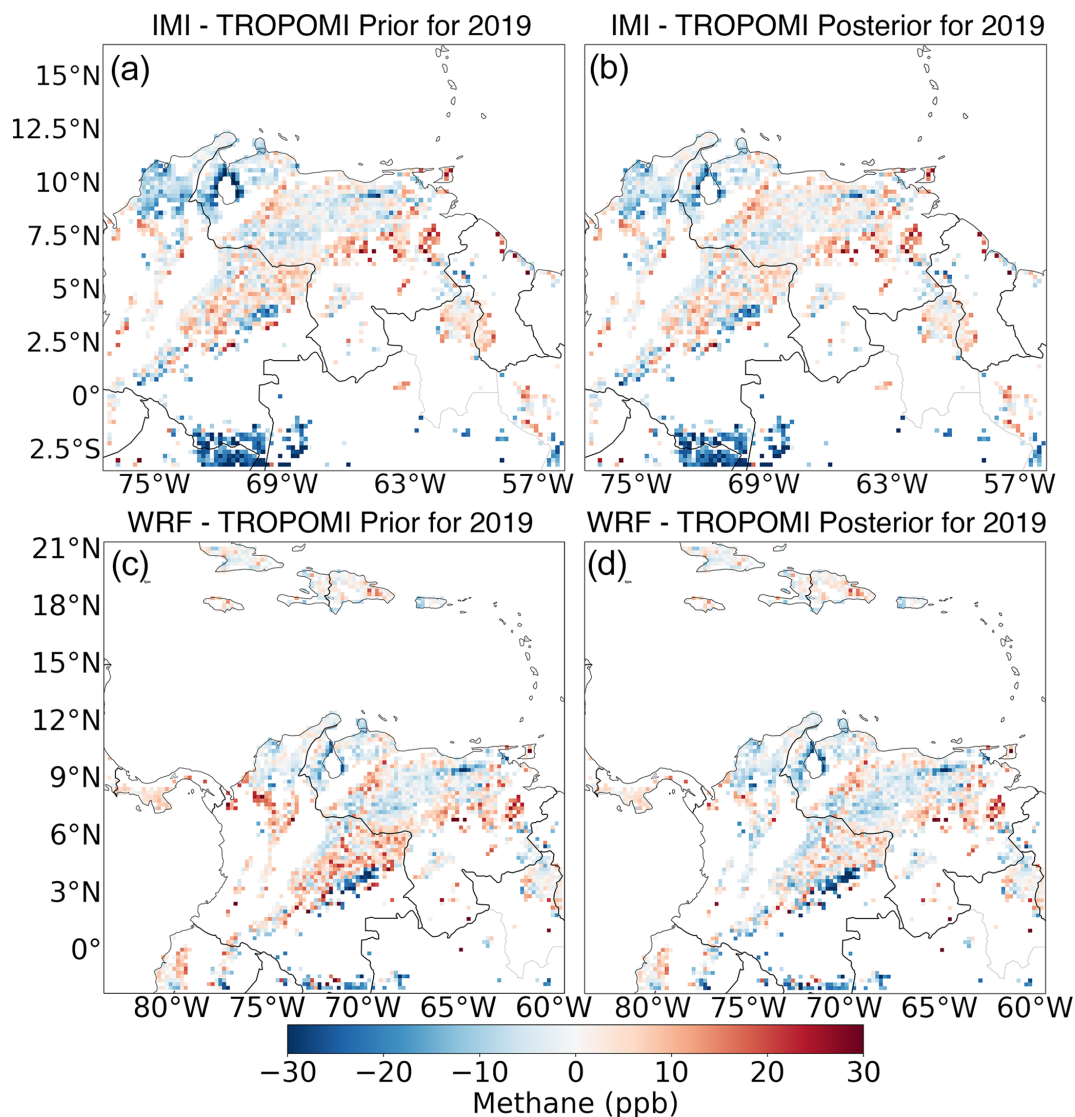 IMI - TROPOMI Prior for 2019
IMI - TROPOMI Posterior for 2019
(a)
(b)
15°N
12.5°N
10°N
7.5°N
5°N
2.5°N
0°
2.5°S
75°W 69°W 63°W 57°W
75°W 69°W 63°W 57°W
WRF - TROPOMI Prior for 2019
WRF - TROPOMI Posterior for 2019
(c)
(d)
21°N
18°N
15°N
12°N
9°N
6°N
3°N
0°
80°W 75°W 70°W 65°W 60°W
80°W 75°W 70°W 65°W 60°W
−30 −20 −10 0 10 20 30
Methane (ppb)